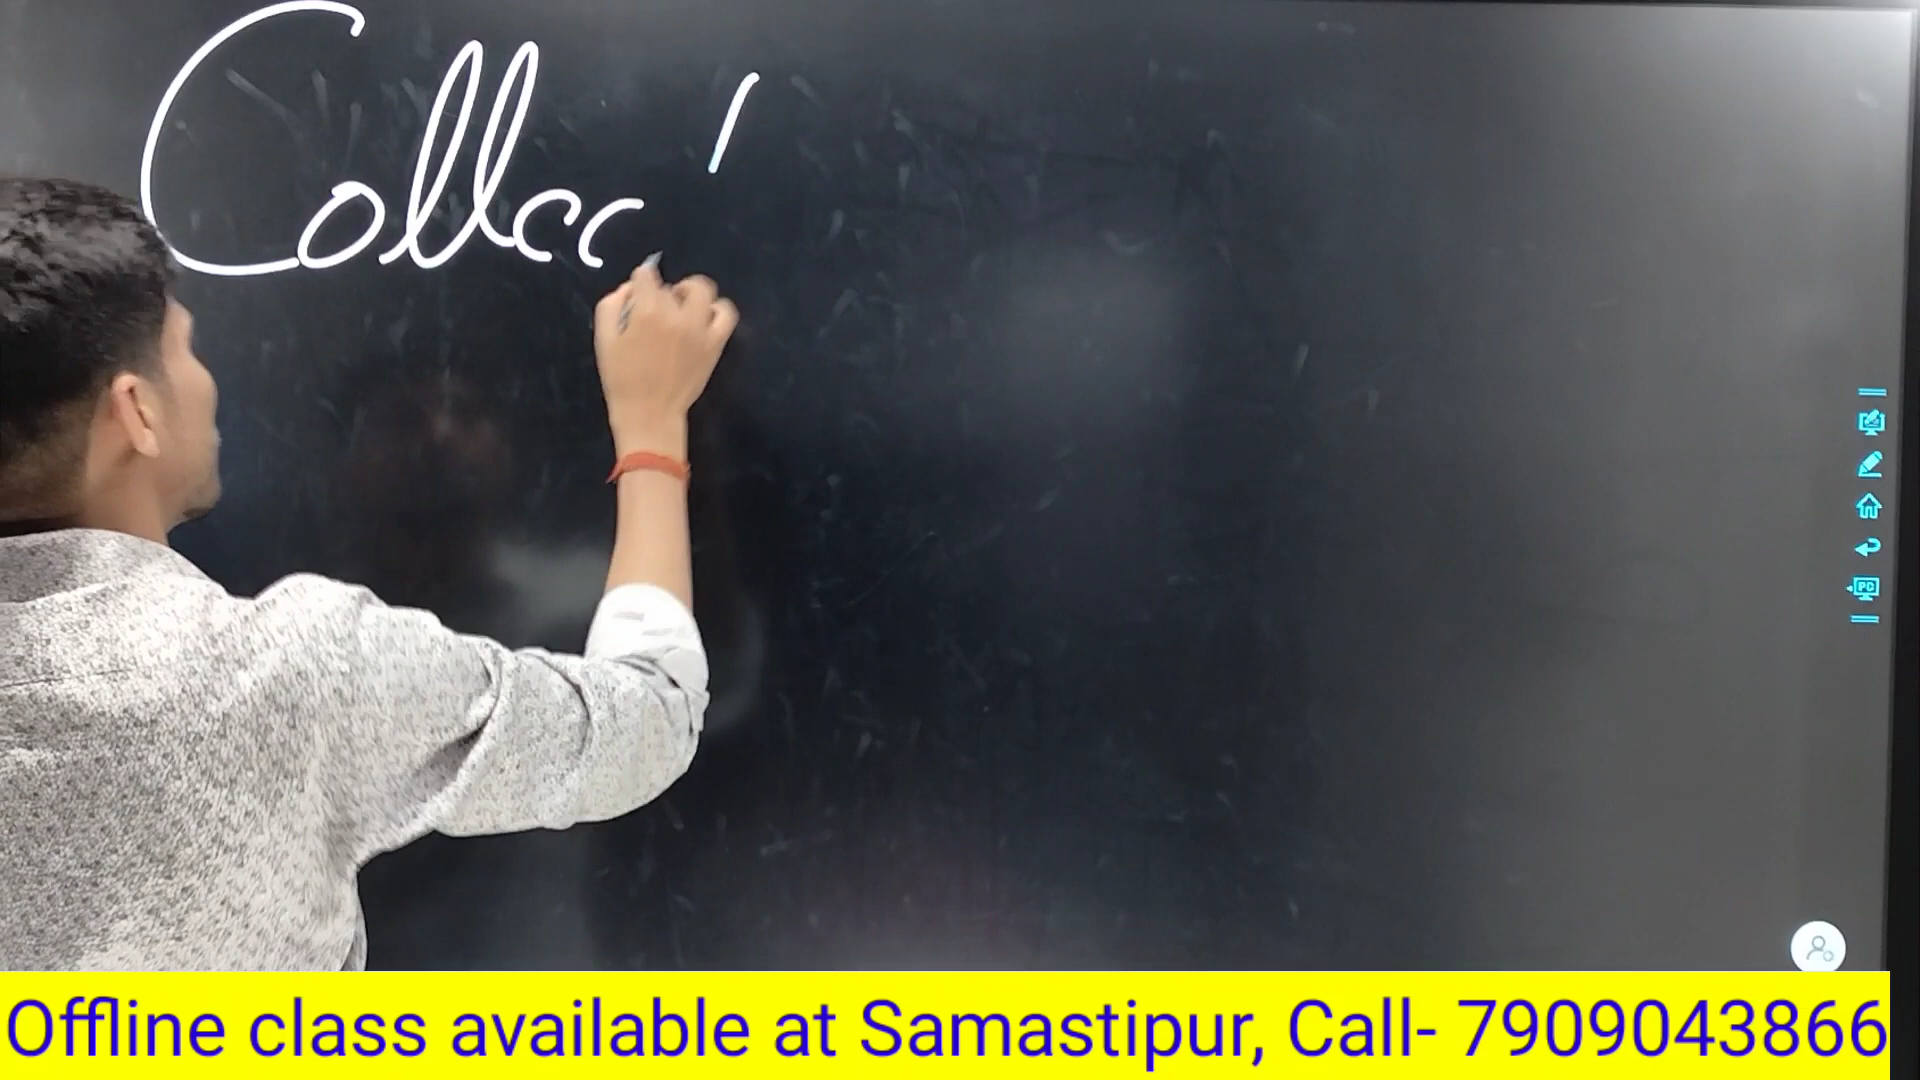 Collec
Offline class available at Samastipur, Call- 7909043866